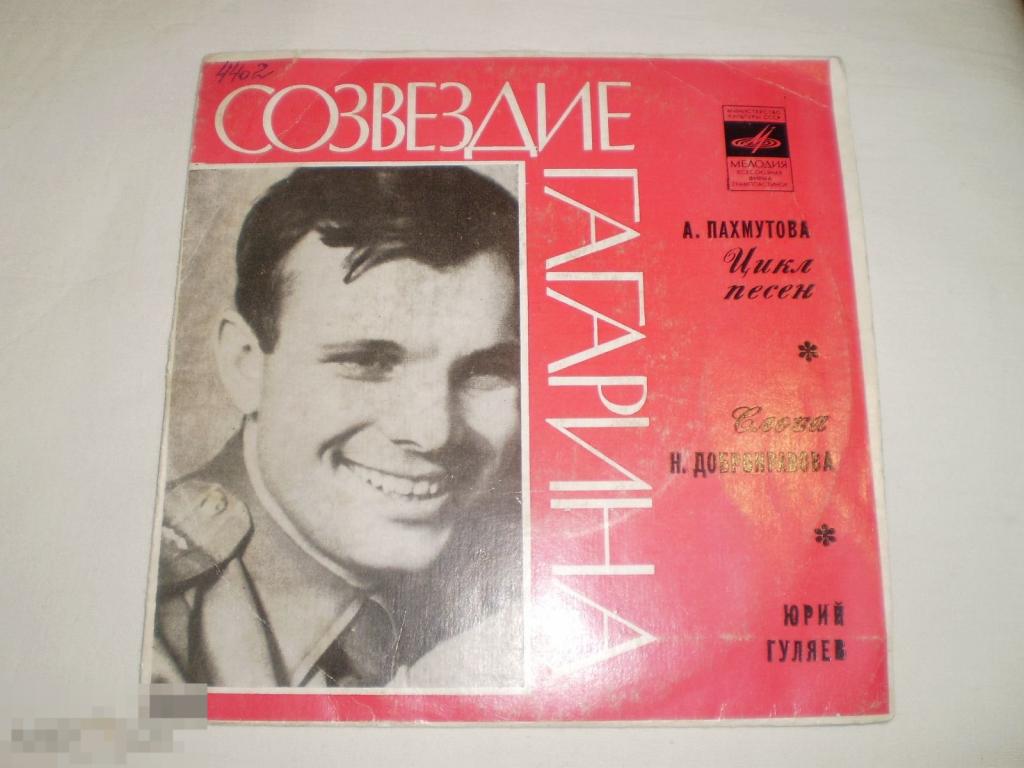 4402
СОЗВЕЗДИЕ
ГАГАРИНА
МИНИСТЕРСТВО
КУЛЬТУРЫ СССР
МЕЛОДИЯ
ВСЕСОЮЗНАЯ
ФИРМА
ГРАМПЛАСТИНОК
А. ПАХМУТОВА
Цикл
песен
Слова
Н. ДОБРОНРАВОВА
ЮРИЙ
ГУЛЯЕВ